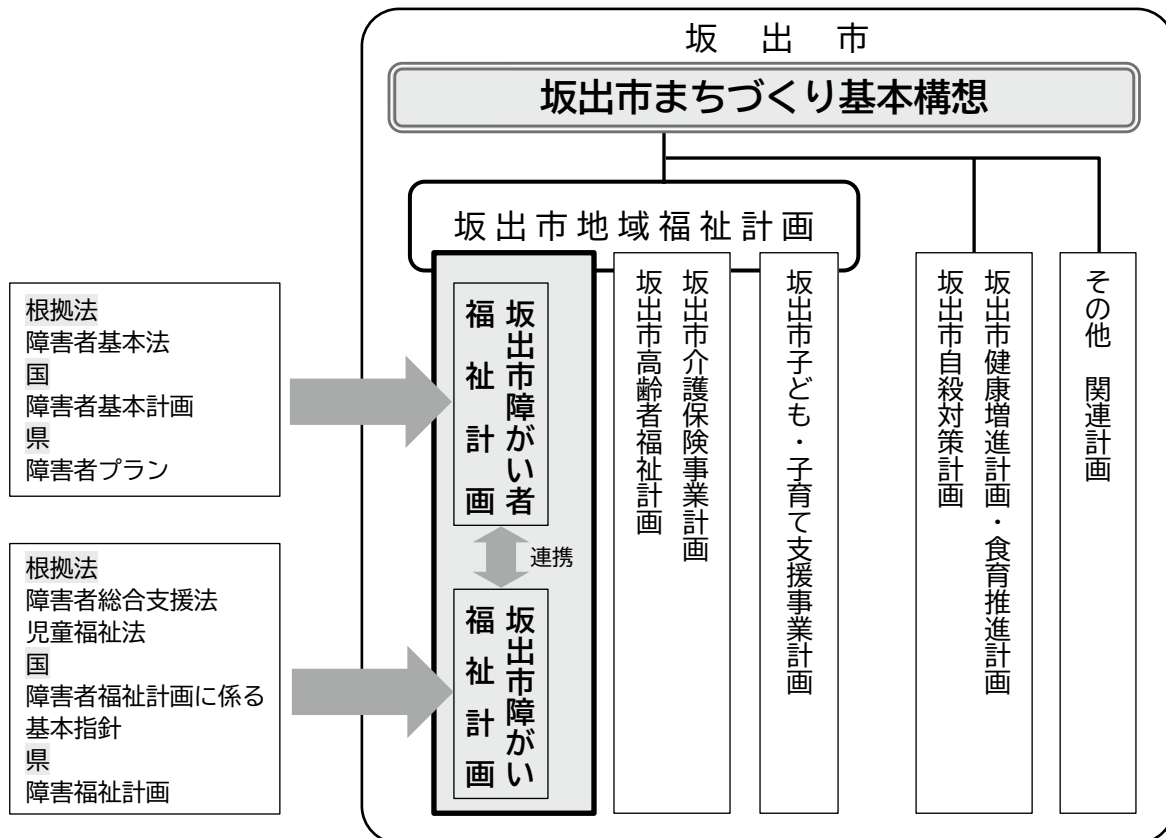 坂出市
坂出市まちづくり基本構想
坂出市地域福祉計画
根拠法
障害者基本法
国
障害者基本計画
県
障害者プラン
根拠法
障害者総合支援法
児童福祉法
国
障害者福祉計画に係る
基本指針
県
障害福祉計画
坂出市障がい者
福祉計画
連携
坂出市障がい
福祉計画
坂出市介護保険事業計画
坂出市高齢者福祉計画
坂出市子ども・子育て支援事業計画
坂出市健康増進計画・食育推進計画
坂出市自殺対策計画
その他 関連計画